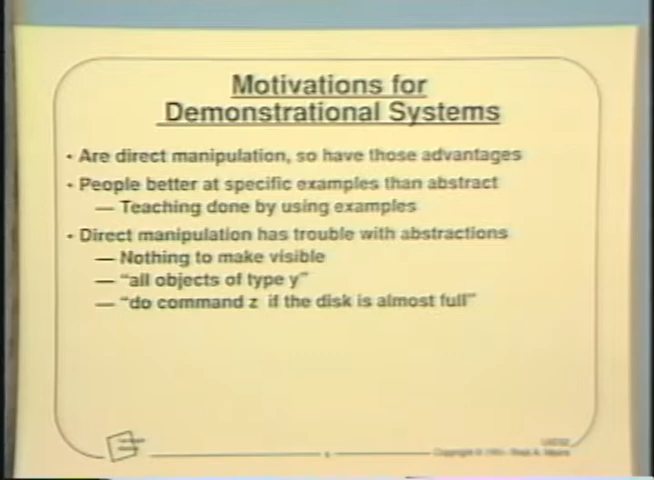 Motivations for
Demonstrational Systems
• Are direct manipulation, so have those advantages
• People better at specific examples than abstract
— Teaching done by using examples
• Direct manipulation has trouble with abstractions
— Nothing to make visible
— "all objects of type y"
— "do command z if the disk is almost full"
Copyright ©